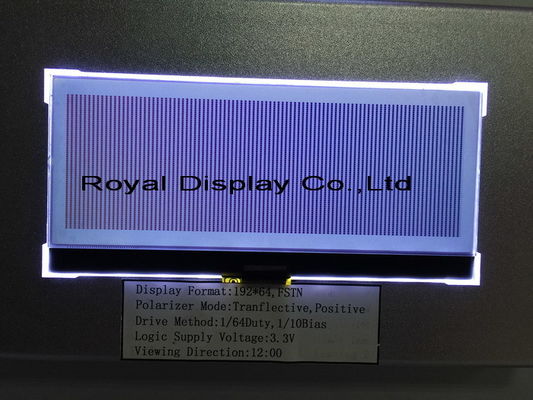 Royal Display Co.,Ltd
Display Format:192*64,FSTN
Polarizer Mode:Tranflective,Positive
Drive Method:1/64Duty,1/10Bias
Logic Supply Voltage:3.3V
Viewing Direction:12:00